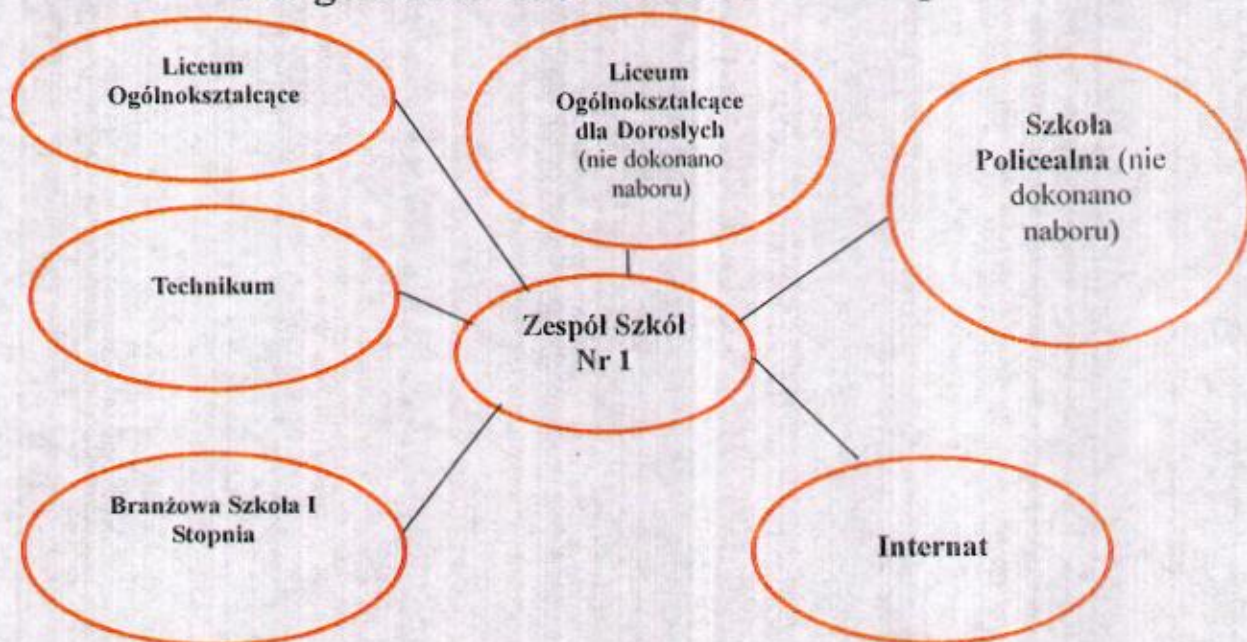 Liceum
Ogólnokształcące
Liceum
Ogólnokształcące
dla Dorosłych
(nie dokonano
naboru)
Szkoła
Policealna (nie
dokonano
naboru)
Technikum
Zespół Szkół
Nr 1
Branżowa Szkoła I
Stopnia
Internat